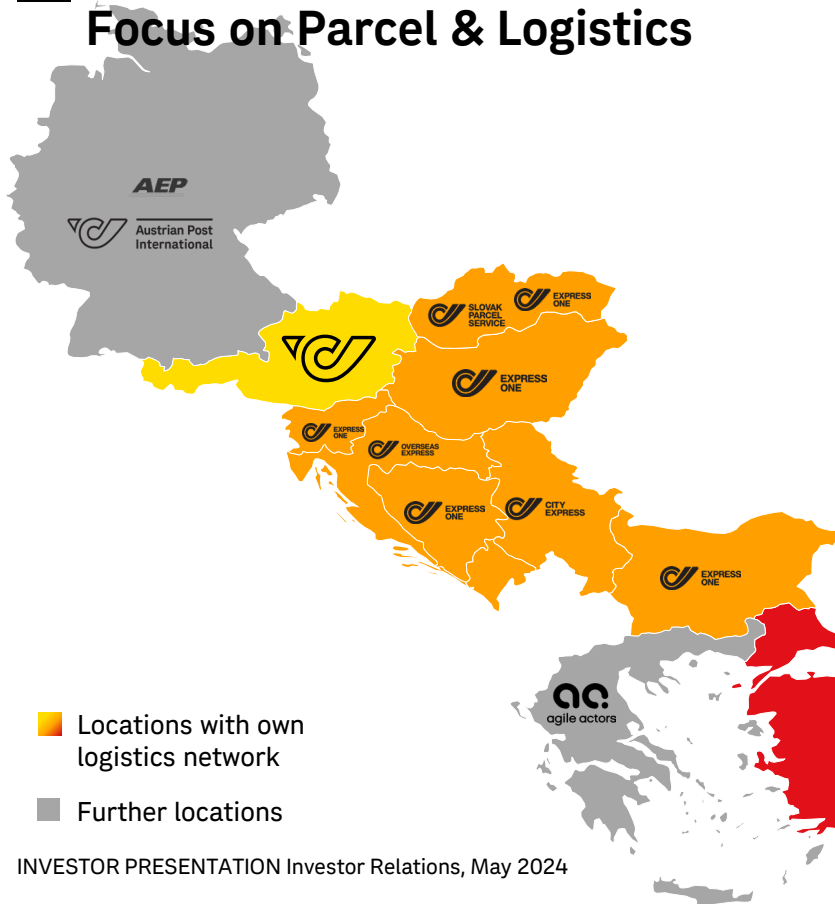 Focus on Parcel & Logistics
AEP
Austrian Post
International
SLOVAK
PARCEL
SERVICE
EXPRESS
ONE
EXPRESS
ONE
EXPRESS
ONE
OVERSEAS
EXPRESS
EXPRESS
ONE
CITY
EXPRESS
EXPRESS
ONE
agile actors
Locations with own
logistics network
Further locations
INVESTOR PRESENTATION Investor Relations, May 2024